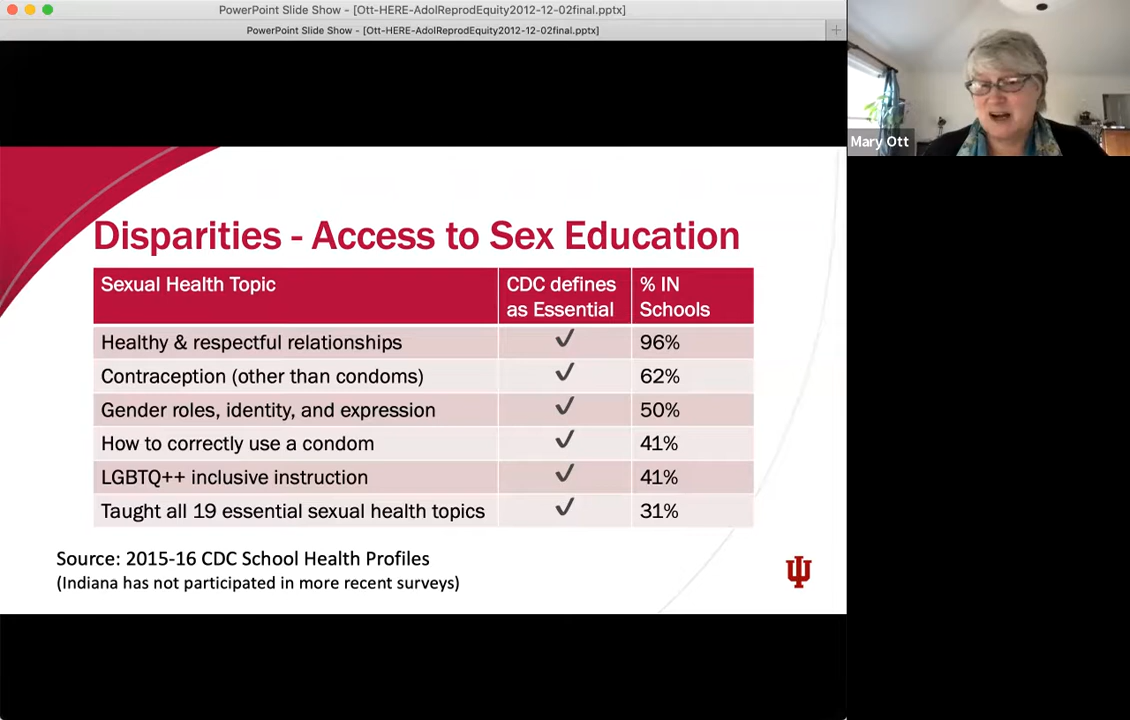 PowerPoint Slide Show - [Ott-HERE-AdolReprodEquity2012-12-02final.pptx]
PowerPoint Slide Show - [Ott-HERE-AdolReprodEquity2012-12-02final.pptx]
Mary Ott
Disparities - Access to Sex Education
Sexual Health Topic CDC defines as Essential % IN Schools
Healthy & respectful relationships ✓ 96%
Contraception (other than condoms) ✓ 62%
Gender roles, identity, and expression ✓ 50%
How to correctly use a condom ✓ 41%
LGBTQ++ inclusive instruction ✓ 41%
Taught all 19 essential sexual health topics ✓ 31%
Source: 2015-16 CDC School Health Profiles
(Indiana has not participated in more recent surveys)